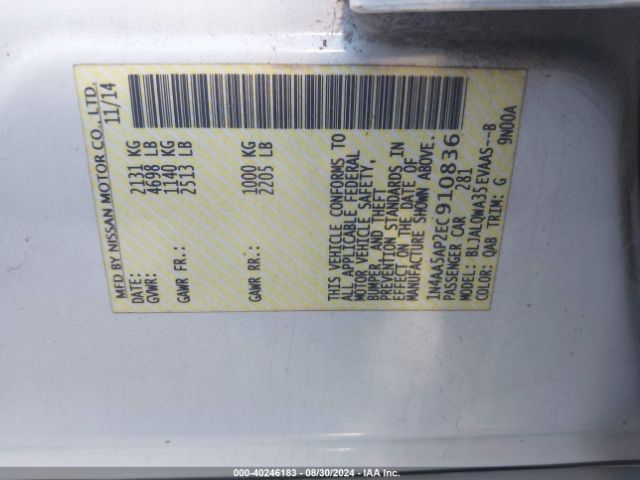 MFD BY NISSAN MOTOR CO., LTD.
DATE: 11/14
GVWR: 2131 KG
4698 LB
GAWR FR.: 1140 KG
2513 LB
GAWR RR.: 1000 KG
2205 LB
THIS VEHICLE CONFORMS TO
ALL APPLICABLE FEDERAL
MOTOR VEHICLE SAFETY,
BUMPER, AND THEFT
PREVENTION STANDARDS IN
EFFECT ON THE DATE OF
MANUFACTURE SHOWN ABOVE.
1N4AA5AP2EC910836
PASSENGER CAR 281
MODEL: BLJALQWA35EVAAS--B
COLOR: QAB TRIM: G 9N00A
000-40246183 - 08/30/2024 - IAA Inc.